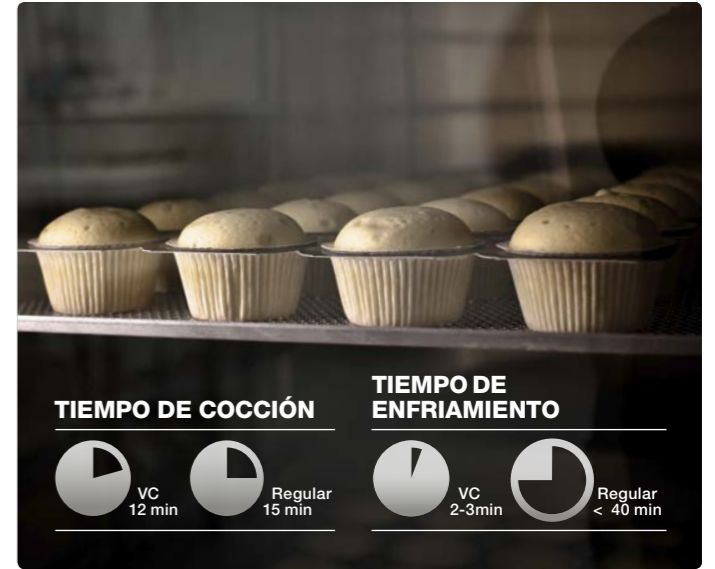 TIEMPO DE COCCIÓN
VC
12 min
Regular
15 min
TIEMPO DE
ENFRIAMIENTO
VC
2-3min
Regular
< 40 min